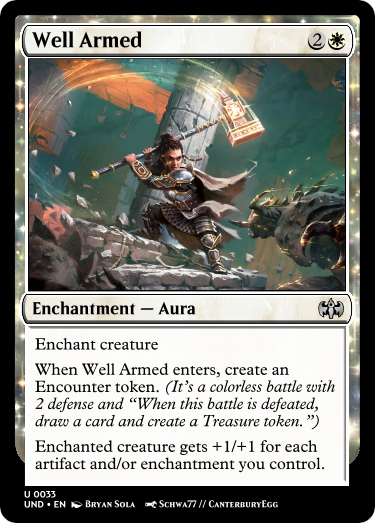 Well Armed
2
Enchantment — Aura
Enchant creature
When Well Armed enters, create an
Encounter token. (It's a colorless battle with
2 defense and “When this battle is defeated,
draw a card and create a Treasure token.”)
Enchanted creature gets +1/+1 for each
artifact and/or enchantment you control.
U 0033
UND • EN Bryan Sola Schwa77 // CanterburyEgg